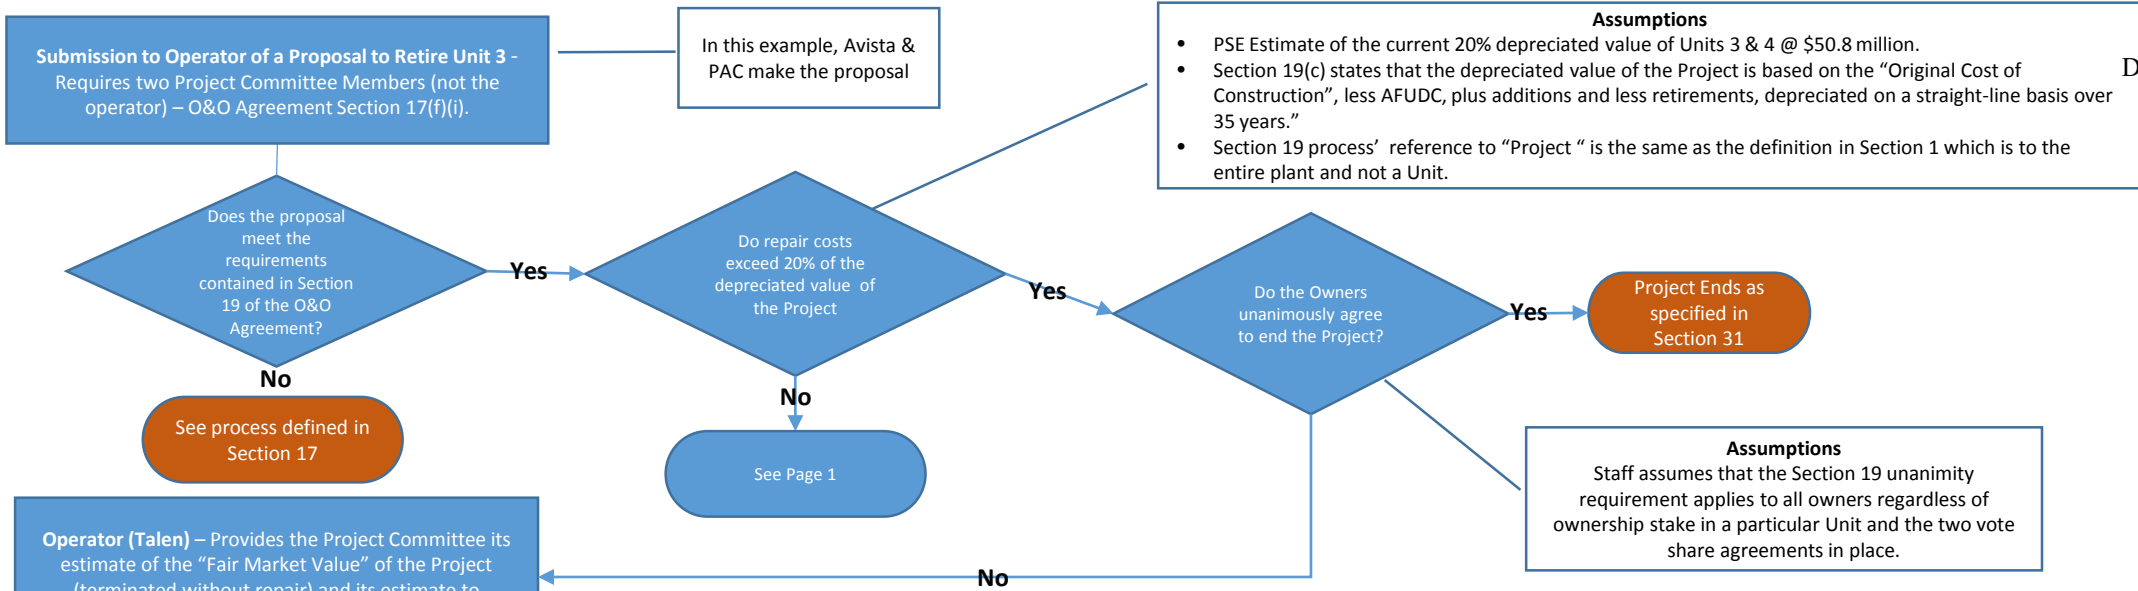 Submission to Operator of a Proposal to Retire Unit 3 -
Requires two Project Committee Members (not the
operator) – O&O Agreement Section 17(f)(i).
In this example, Avista &
PAC make the proposal
Assumptions
• PSE Estimate of the current 20% depreciated value of Units 3 & 4 @ $50.8 million.
• Section 19(c) states that the depreciated value of the Project is based on the “Original Cost of
Construction”, less AFUDC, plus additions and less retirements, depreciated on a straight-line basis over
35 years.”
• Section 19 process’ reference to “Project “ is the same as the definition in Section 1 which is to the
entire plant and not a Unit.
D
Does the proposal
meet the
requirements
contained in Section
19 of the O&O
Agreement?
Yes
Do repair costs
exceed 20% of the
depreciated value of
the Project
Yes
Do the Owners
unanimously agree
to end the Project?
Yes
Project Ends as
specified in
Section 31
No
See process defined in
Section 17
No
See Page 1
Assumptions
Staff assumes that the Section 19 unanimity
requirement applies to all owners regardless of
ownership stake in a particular Unit and the two vote
share agreements in place.
No
Operator (Talen) – Provides the Project Committee its
estimate of the “Fair Market Value” of the Project
(terminated without repair) and its estimate to